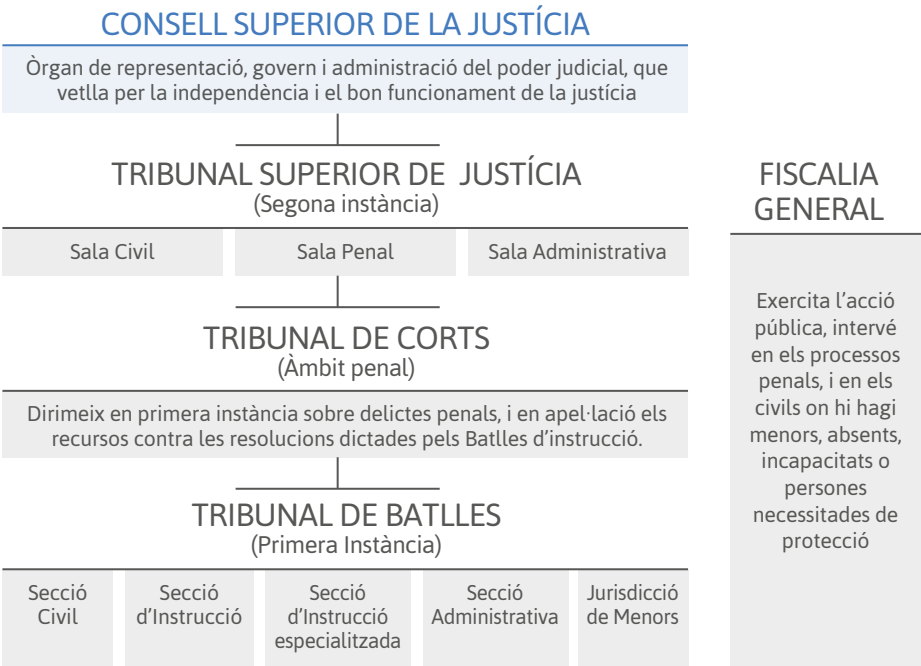 CONSELL SUPERIOR DE LA JUSTÍCIA
Òrgan de representació, govern i administració del poder judicial, que
vetlla per la independència i el bon funcionament de la justícia
TRIBUNAL SUPERIOR DE JUSTÍCIA
(Segona instància)
Sala Civil
Sala Penal
Sala Administrativa
TRIBUNAL DE CORTS
(Àmbit penal)
Dirimeix en primera instància sobre delictes penals, i en apel·lació els
recursos contra les resolucions dictades pels Batlles d’instrucció.
TRIBUNAL DE BATLLES
(Primera Instància)
Secció
Civil
Secció
d’Instrucció
Secció
d’Instrucció
especialitzada
Secció
Administrativa
Jurisdicció
de Menors
FISCALIA
GENERAL
Exercita l’acció
pública, intervé
en els processos
penals, i en els
civils on hi hagi
menors, absents,
incapacitats o
persones
necessitades de
protecció